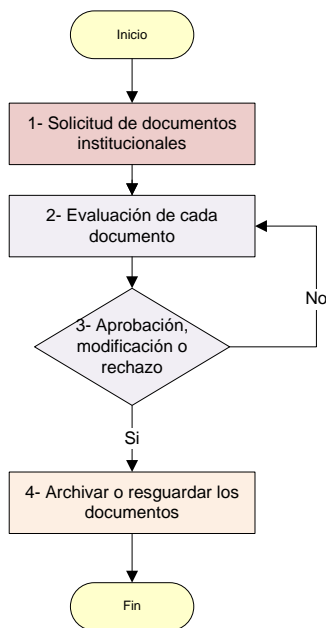 Inicio
1- Solicitud de documentos
institucionales
2- Evaluación de cada
documento
No
3- Aprobación,
modificación o
rechazo
Si
4- Archivar o resguardar los
documentos
Fin